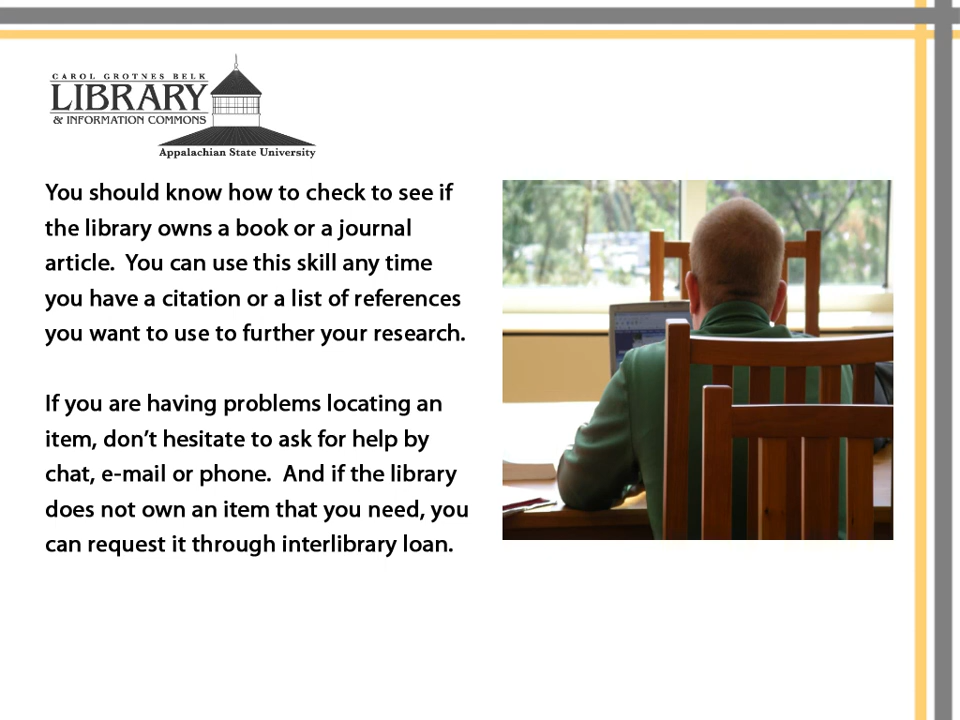 CAROL GROTNES BELK
LIBRARY
& INFORMATION COMMONS
Appalachian State University
You should know how to check to see if
the library owns a book or a journal
article.  You can use this skill any time
you have a citation or a list of references
you want to use to further your research.
If you are having problems locating an
item, don’t hesitate to ask for help by
chat, e-mail or phone.  And if the library
does not own an item that you need, you
can request it through interlibrary loan.